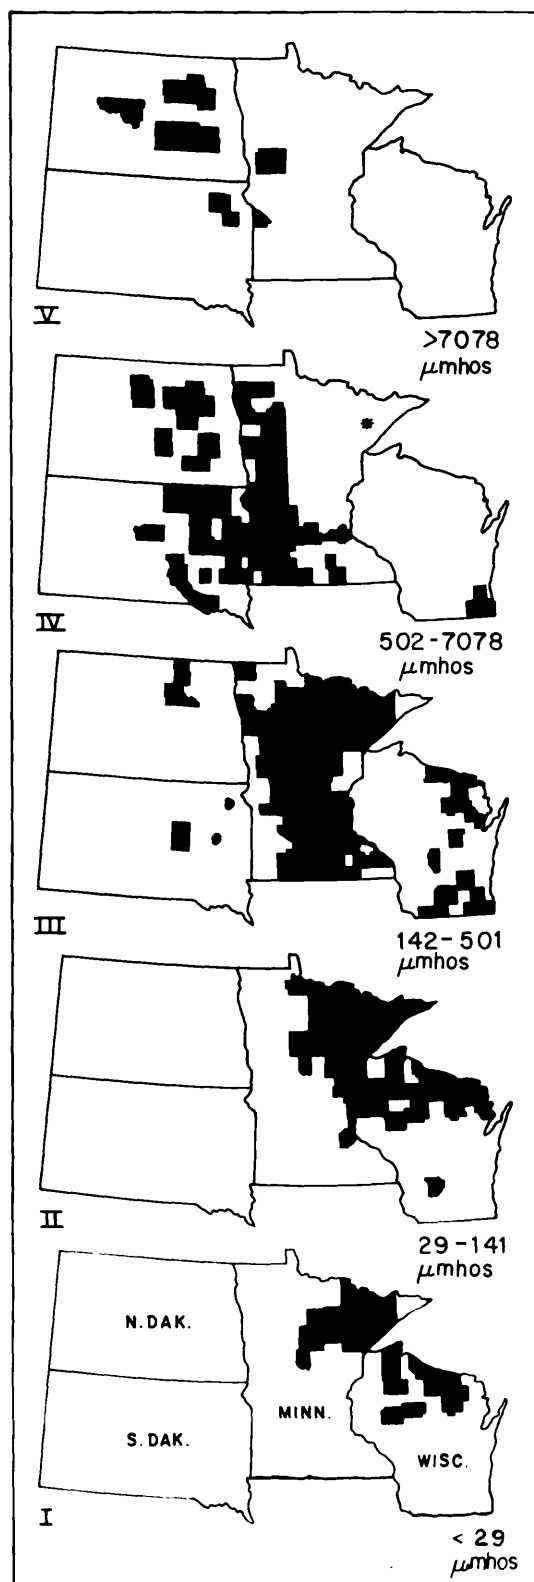 V
>7078
μmhos
*
IV
502-7078
μmhos
III
142-501
μmhos
II
29-141
μmhos
N. DAK.
S. DAK.
MINN.
WISC.
I
< 29
μmhos